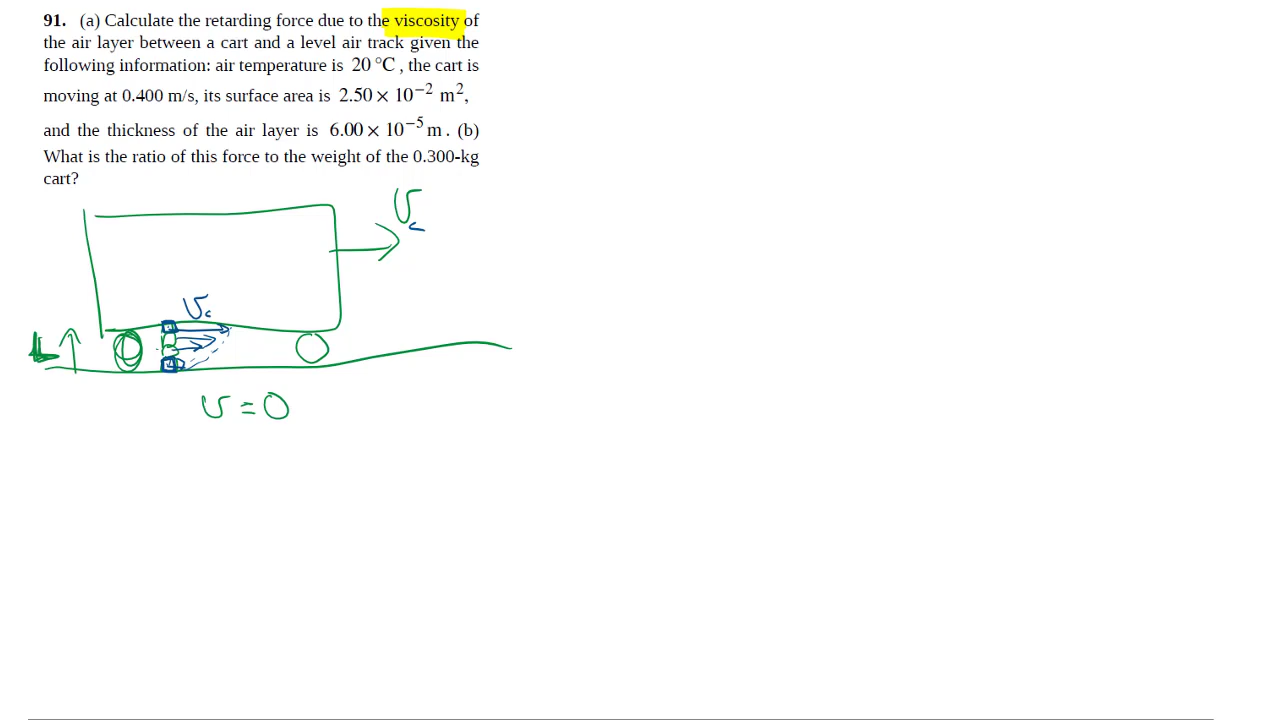 91. (a) Calculate the retarding force due to the viscosity of
the air layer between a cart and a level air track given the
following information: air temperature is 20 °C, the cart is
moving at 0.400 m/s, its surface area is 2.50 × 10⁻² m²,
and the thickness of the air layer is 6.00 × 10⁻⁵ m. (b)
What is the ratio of this force to the weight of the 0.300-kg
cart?
v_c
v_c
v = 0